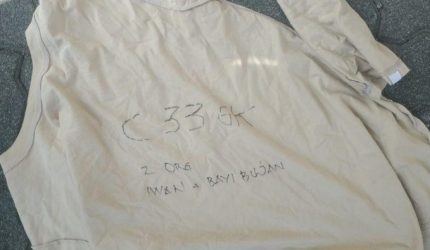 C 33 GK
2 ORG
IWAN + BAYI BUJAN